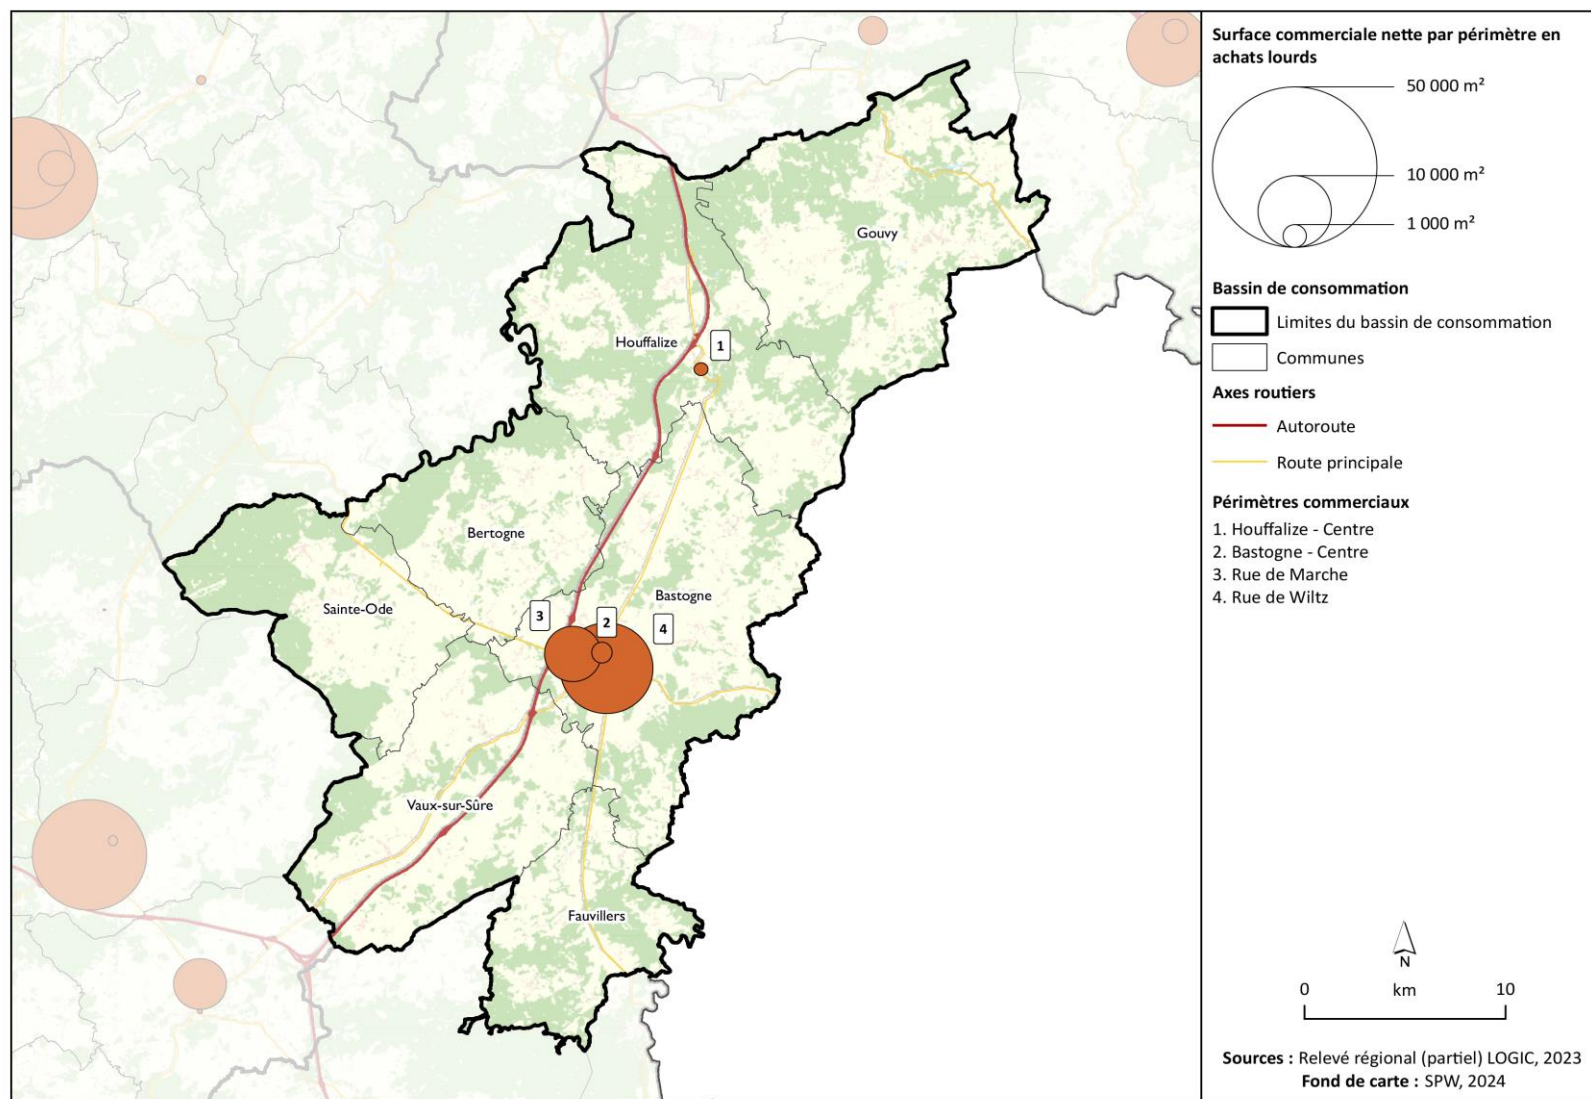 Gouvy
Houffalize
1
Bertogne
Sainte-Ode
Bastogne
3
2
4
Vaux-sur-Sûre
Fauvillers
Surface commerciale nette par périmètre en
achats lourds
50 000 m²
10 000 m²
1 000 m²
Bassin de consommation
Limites du bassin de consommation
Communes
Axes routiers
Autoroute
Route principale
Périmètres commerciaux
1. Houffalize - Centre
2. Bastogne - Centre
3. Rue de Marche
4. Rue de Wiltz
N
0 km 10
Sources : Relevé régional (partiel) LOGIC, 2023
Fond de carte : SPW, 2024